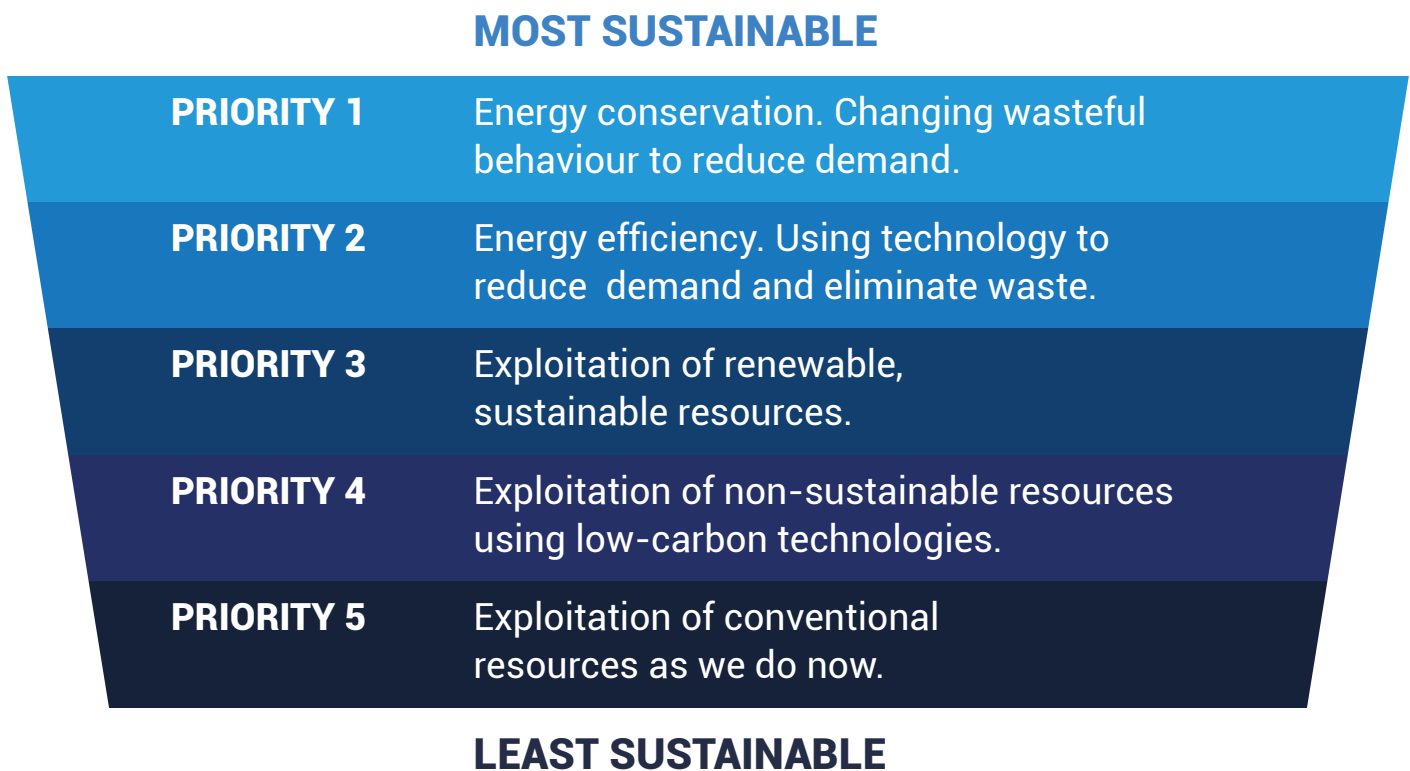 MOST SUSTAINABLE
PRIORITY 1 Energy conservation. Changing wasteful
behaviour to reduce demand.
PRIORITY 2 Energy efficiency. Using technology to
reduce demand and eliminate waste.
PRIORITY 3 Exploitation of renewable,
sustainable resources.
PRIORITY 4 Exploitation of non-sustainable resources
using low-carbon technologies.
PRIORITY 5 Exploitation of conventional
resources as we do now.
LEAST SUSTAINABLE